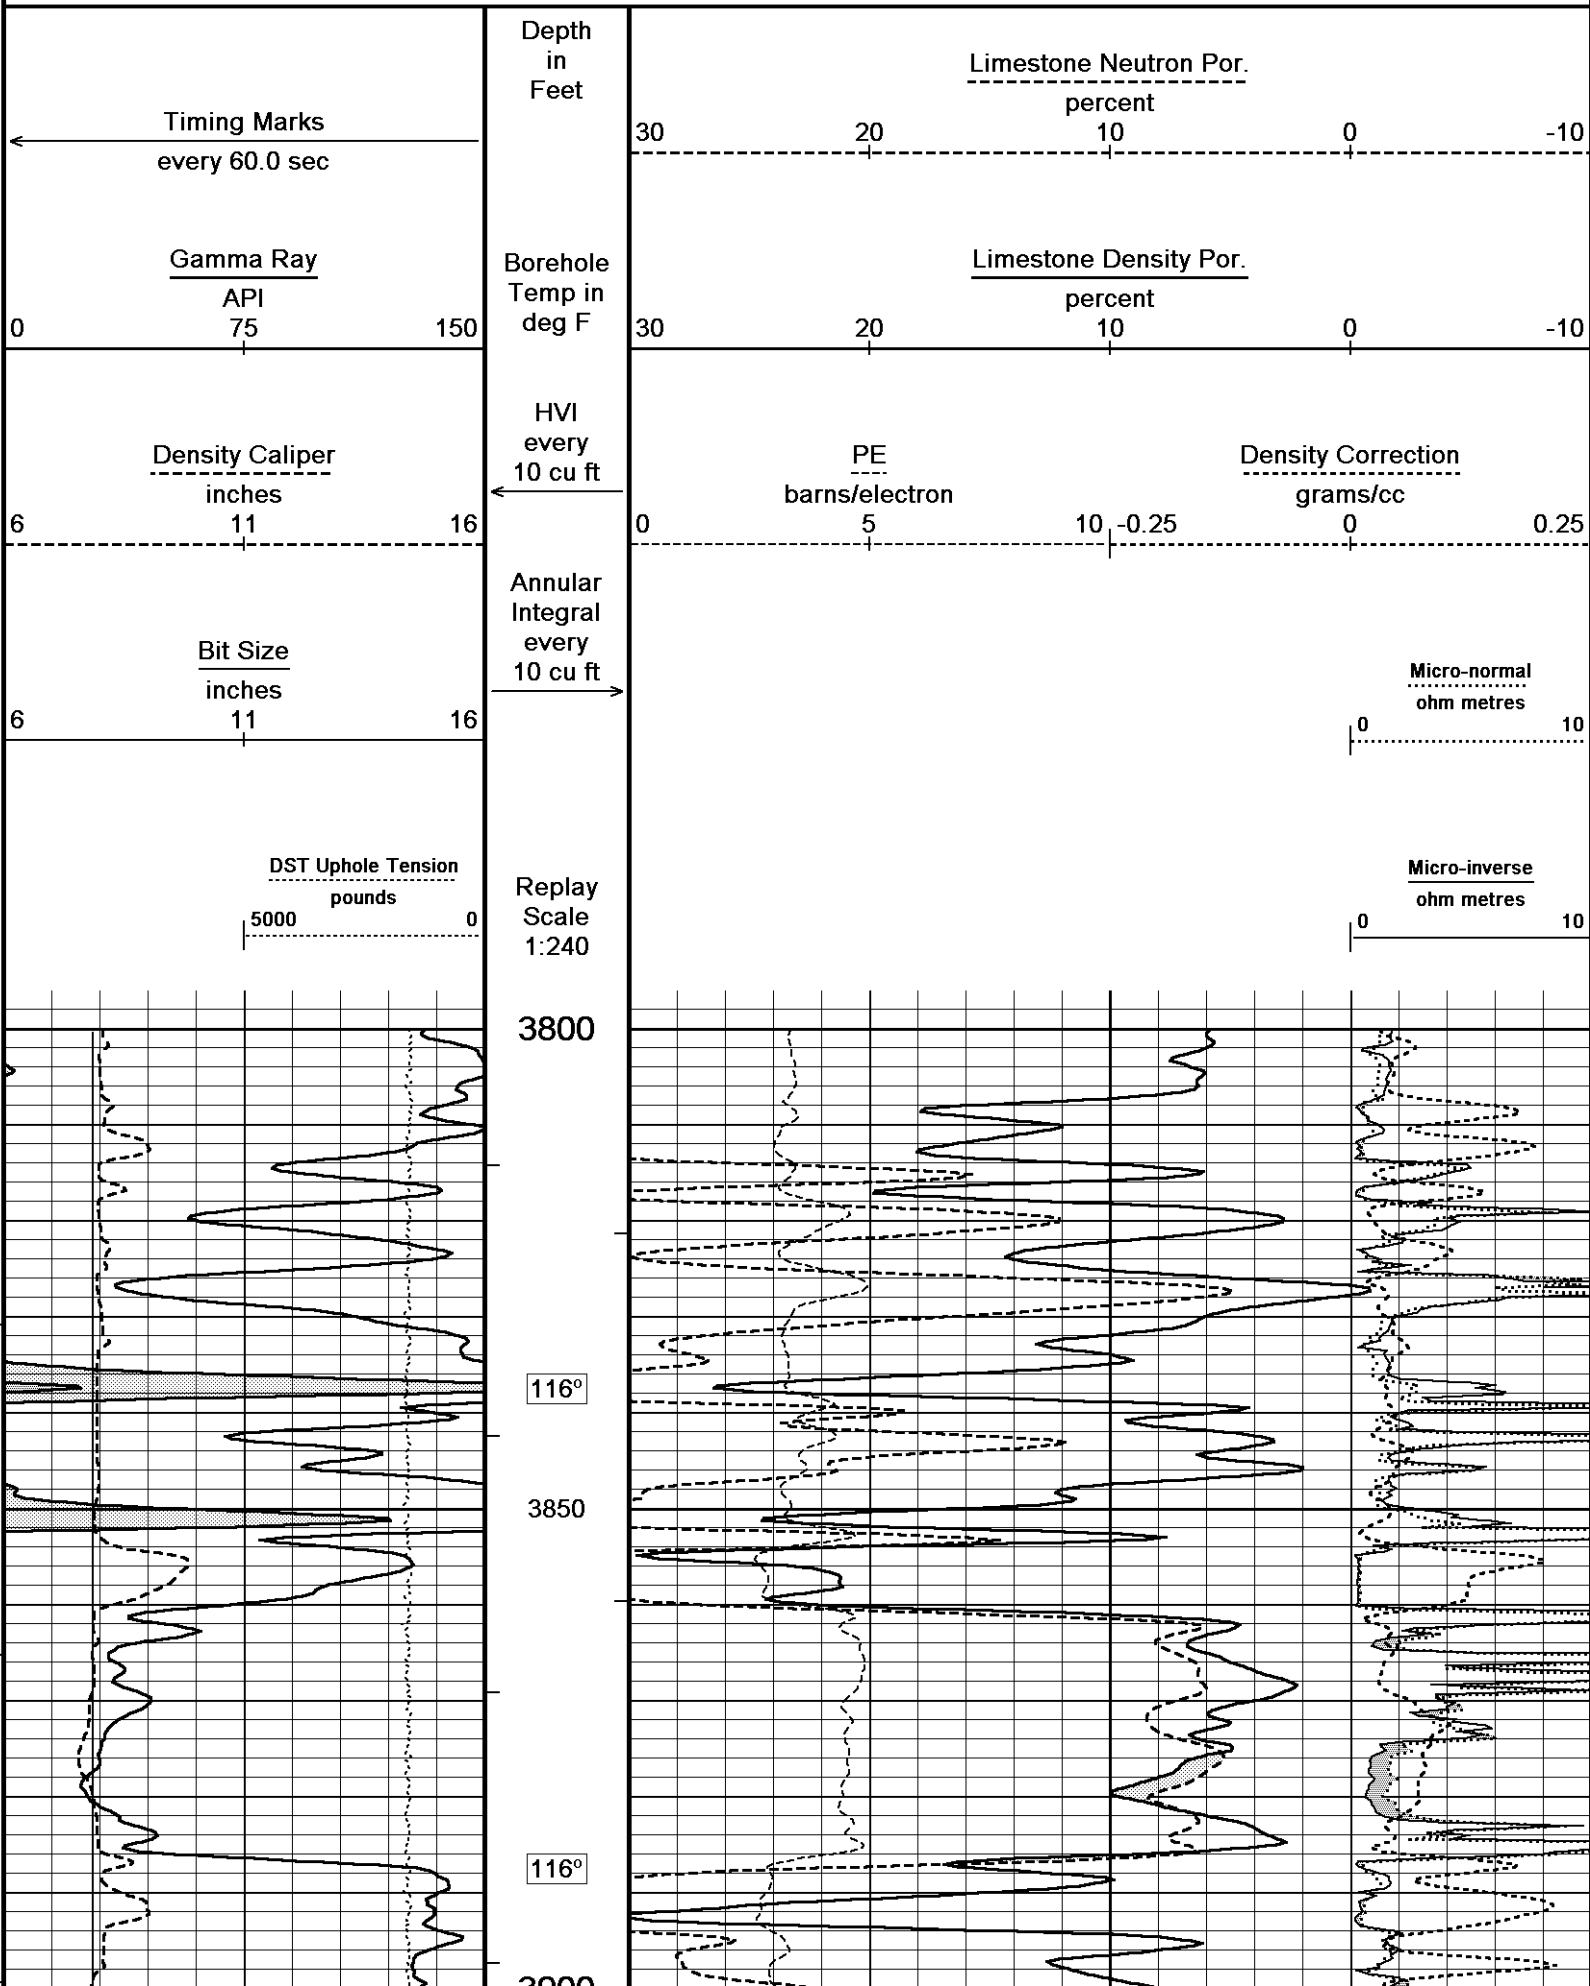 Depth
in
Feet
Timing Marks
every 60.0 sec
Limestone Neutron Por.
percent
30 20 10 0 -10
Gamma Ray
API
0 75 150
Borehole
Temp in
deg F
Limestone Density Por.
percent
30 20 10 0 -10
HVI
every
10 cu ft
Density Caliper
inches
6 11 16
PE
barns/electron
0 5 10
Density Correction
grams/cc
-0.25 0 0.25
Annular
Integral
every
10 cu ft
Bit Size
inches
6 11 16
Micro-normal
ohm metres
0 10
DST Uphole Tension
pounds
5000 0
Replay
Scale
1:240
Micro-inverse
ohm metres
0 10
3800
116º
3850
116º
3900